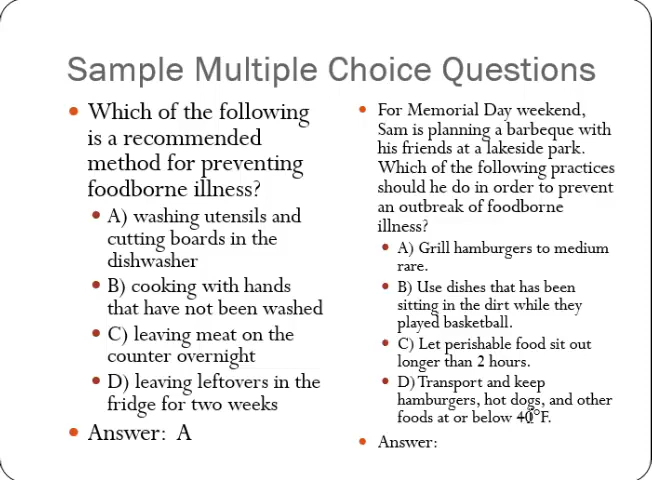 Sample Multiple Choice Questions
• Which of the following
is a recommended
method for preventing
foodborne illness?
• A) washing utensils and
cutting boards in the
dishwasher
• B) cooking with hands
that have not been washed
• C) leaving meat on the
counter overnight
• D) leaving leftovers in the
fridge for two weeks
• Answer: A
• For Memorial Day weekend,
Sam is planning a barbeque with
his friends at a lakeside park.
Which of the following practices
should he do in order to prevent
an outbreak of foodborne
illness?
• A) Grill hamburgers to medium
rare.
• B) Use dishes that has been
sitting in the dirt while they
played basketball.
• C) Let perishable food sit out
longer than 2 hours.
• D) Transport and keep
hamburgers, hot dogs, and other
foods at or below 40°F.
• Answer: